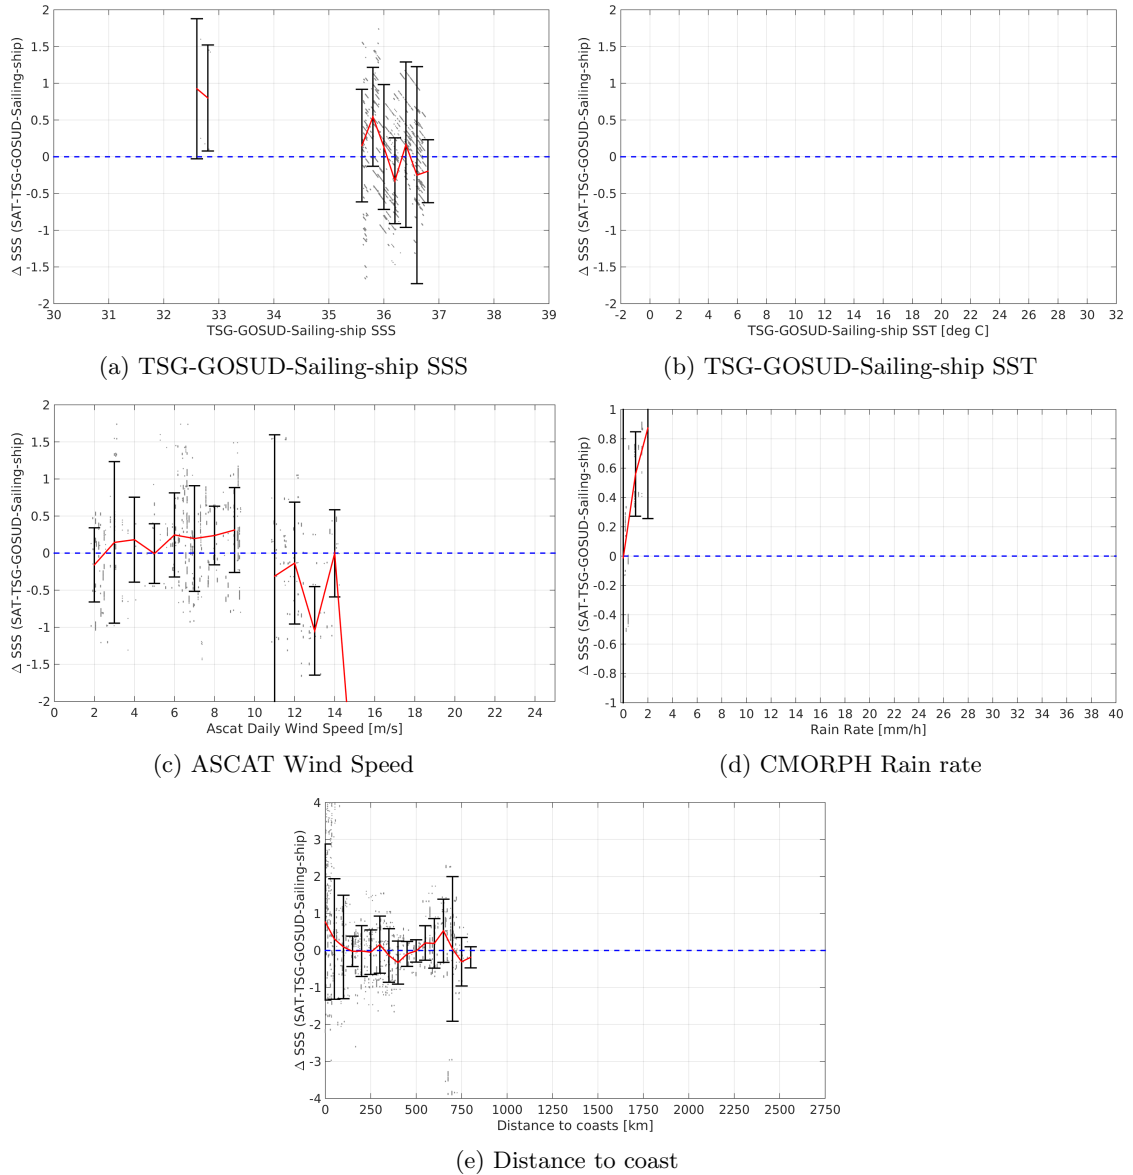 2
1.5
1
0.5
0
-0.5
-1
-1.5
-2
Δ SSS (SAT-TSG-GOSUD-Sailing-ship)
30 31 32 33 34 35 36 37 38 39
TSG-GOSUD-Sailing-ship SSS
(a) TSG-GOSUD-Sailing-ship SSS
2
1.5
1
0.5
0
-0.5
-1
-1.5
-2
Δ SSS (SAT-TSG-GOSUD-Sailing-ship)
-2 0 2 4 6 8 10 12 14 16 18 20 22 24 26 28 30 32
TSG-GOSUD-Sailing-ship SST [deg C]
(b) TSG-GOSUD-Sailing-ship SST
2
1.5
1
0.5
0
-0.5
-1
-1.5
-2
Δ SSS (SAT-TSG-GOSUD-Sailing-ship)
0 2 4 6 8 10 12 14 16 18 20 22 24
Ascat Daily Wind Speed [m/s]
(c) ASCAT Wind Speed
1
0.8
0.6
0.4
0.2
0
-0.2
-0.4
-0.6
-0.8
-1
Δ SSS (SAT-TSG-GOSUD-Sailing-ship)
0 2 4 6 8 10 12 14 16 18 20 22 24 26 28 30 32 34 36 38 40
Rain Rate [mm/h]
(d) CMORPH Rain rate
4
3
2
1
0
-1
-2
-3
-4
Δ SSS (SAT-TSG-GOSUD-Sailing-ship)
0 250 500 750 1000 1250 1500 1750 2000 2250 2500 2750
Distance to coasts [km]
(e) Distance to coast